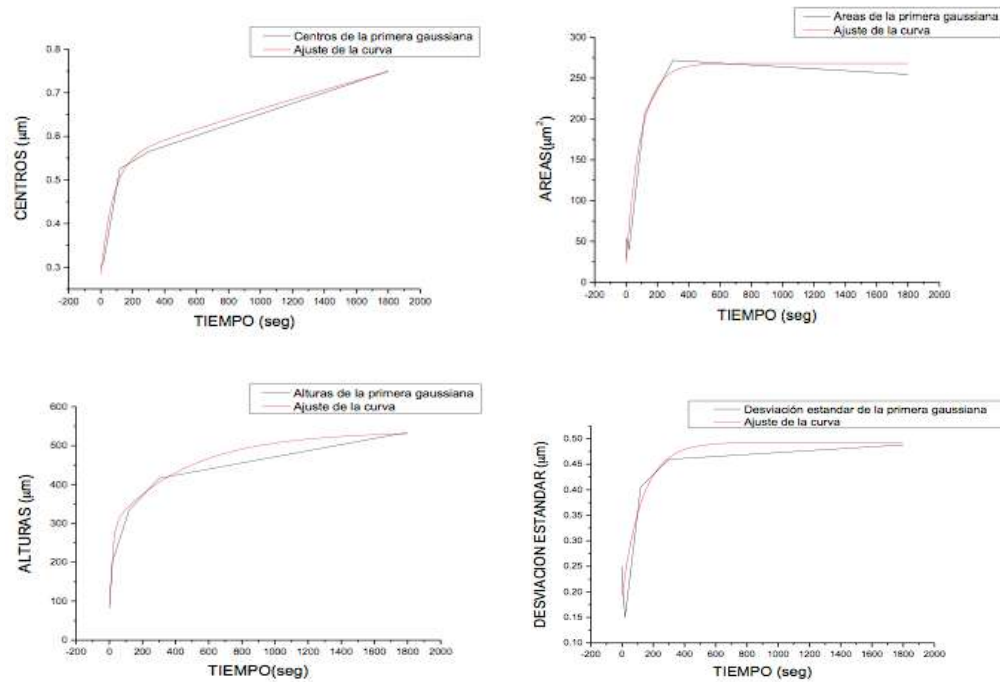 Centros de la primera gaussiana
Ajuste de la curva
0.8
0.7
0.6
0.5
0.4
0.3
CENTROS (µm)
-200 0 200 400 600 800 1000 1200 1400 1600 1800 2000
TIEMPO (seg)
Areas de la primera gaussiana
Ajuste de la curva
300
250
200
150
100
50
0
AREAS(µm²)
-200 0 200 400 600 800 1000 1200 1400 1600 1800 2000
TIEMPO (seg)
Alturas de la primera gaussiana
Ajuste de la curva
600
500
400
300
200
100
0
ALTURAS (µm)
-200 0 200 400 600 800 1000 1200 1400 1600 1800 2000
TIEMPO(seg)
Desviación estandar de la primera gaussiana
Ajuste de la curva
0.50
0.45
0.40
0.35
0.30
0.25
0.20
0.15
0.10
DESVIACION ESTANDAR (µm)
-200 0 200 400 600 800 1000 1200 1400 1600 1800 2000
TIEMPO (seg)